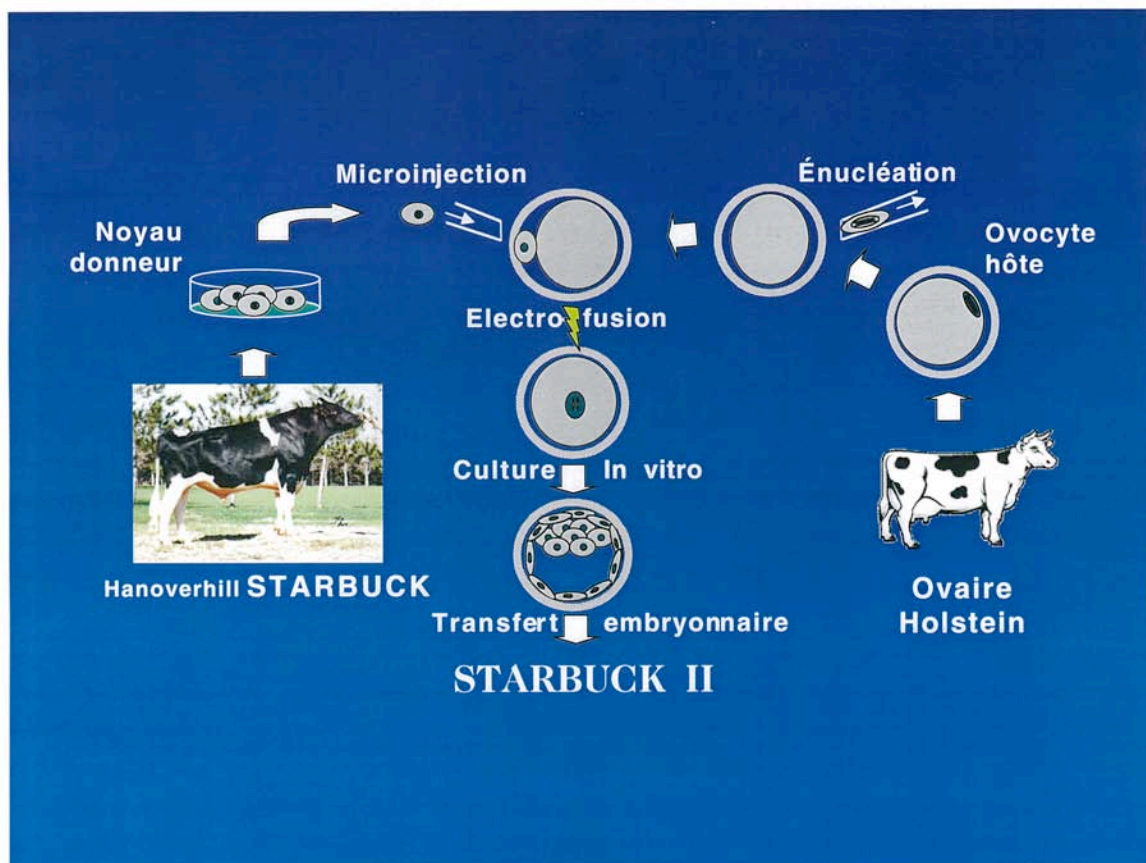 Microinjection
Énucléation
Noyau
donneur
Ovocyte
hôte
Electro fusion
Culture In vitro
Hanoverhill STARBUCK
Ovaire
Holstein
Transfert embryonnaire
STARBUCK II